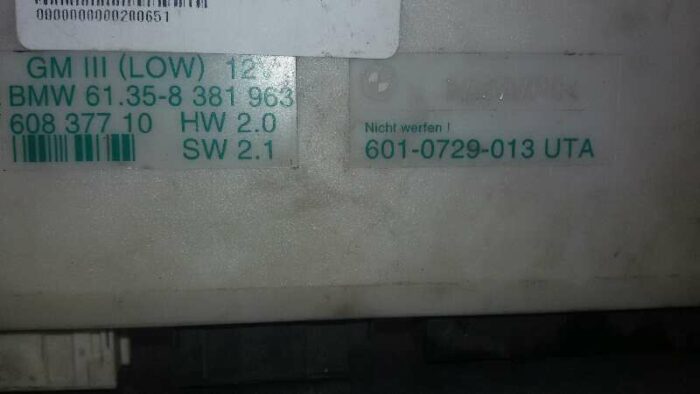 0000000000200651
GM III (LOW) 12V
BMW 61.35-8 381 963
608 377 10 HW 2.0
SW 2.1
Nicht werfen !
601-0729-013 UTA